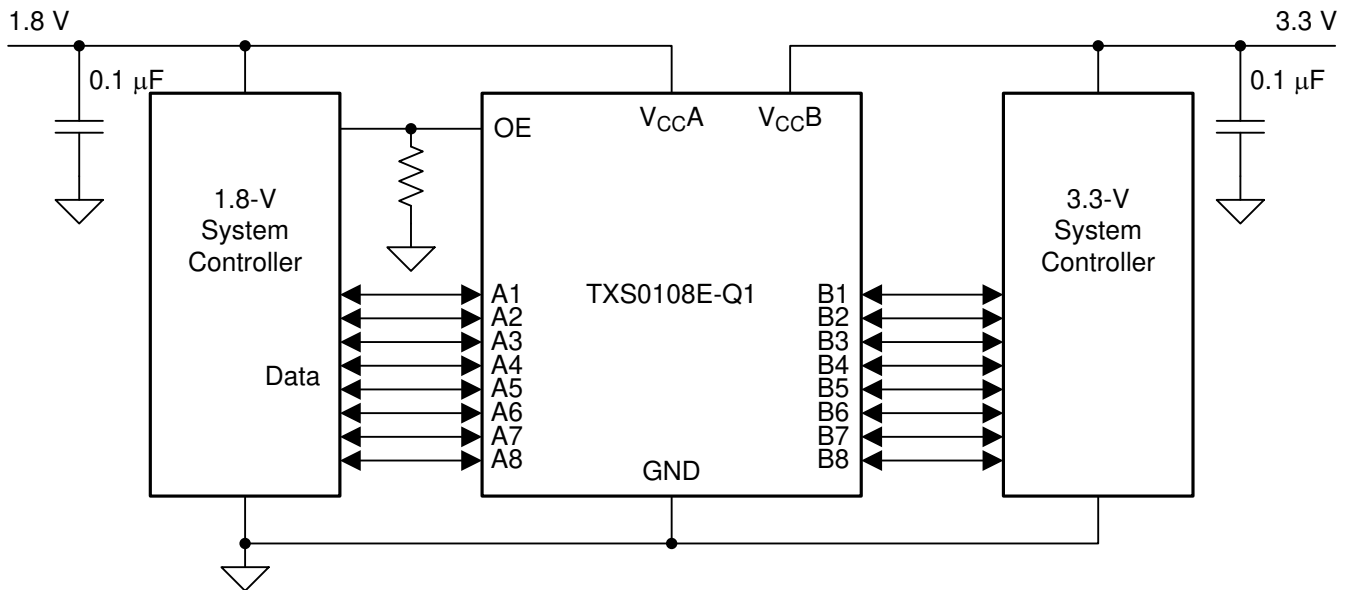 1.8 V
3.3 V
0.1 μF
0.1 μF
OE
VCCA
VCCB
1.8-V
System
Controller
3.3-V
System
Controller
TXS0108E-Q1
Data
A1
A2
A3
A4
A5
A6
A7
A8
B1
B2
B3
B4
B5
B6
B7
B8
GND